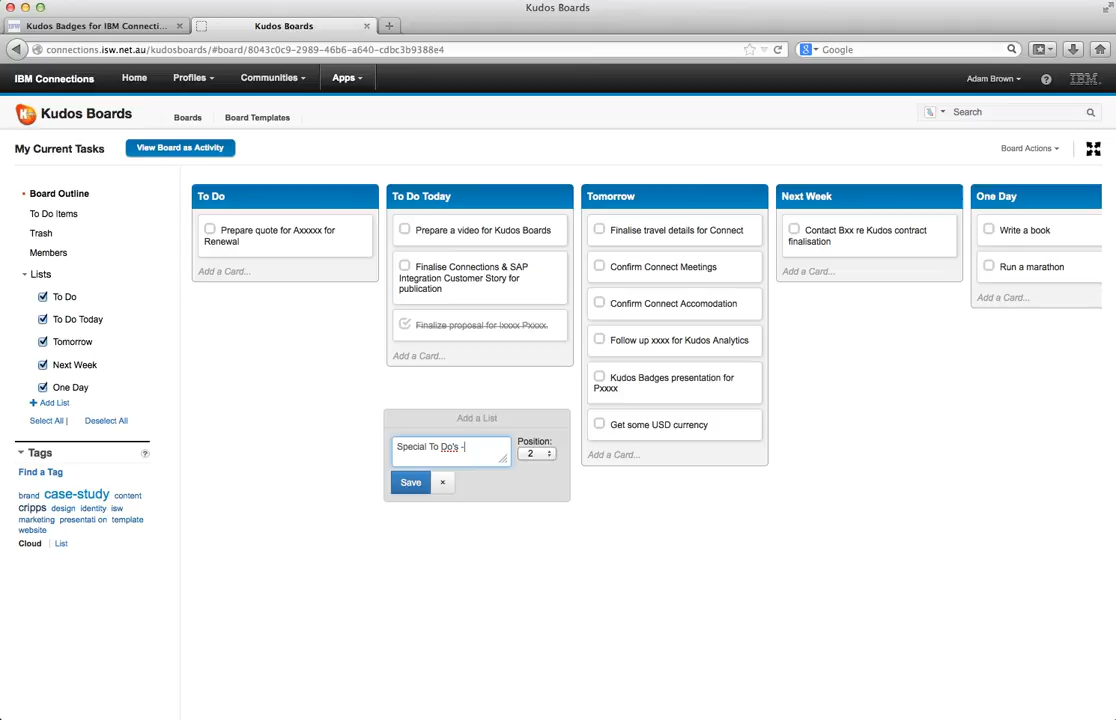 Kudos Boards
Kudos Badges for IBM Connecti...
Kudos Boards
connections.isw.net.au/kudosboards/#board/8043c0c9-2989-46b6-a640-cdbc3b9388e4
Google
IBM Connections
Home
Profiles
Communities
Apps
Adam Brown
IBM
Kudos Boards
Boards
Board Templates
Search
My Current Tasks
View Board as Activity
Board Actions
Board Outline
To Do Items
Trash
Members
Lists
To Do
To Do Today
Tomorrow
Next Week
One Day
+ Add List
Select All |
Deselect All
Tags
?
Find a Tag
brand case-study content
cripps design identity isw
marketing presentati on template
website
Cloud | List
To Do
Prepare quote for Axxxxx for
Renewal
Add a Card...
To Do Today
Prepare a video for Kudos Boards
Finalise Connections & SAP
Integration Customer Story for
publication
Finalize proposal for Ixxxx Pxxxx.
Add a Card...
Add a List
Special To Do's -
Position:
2
Save
×
Tomorrow
Finalise travel details for Connect
Confirm Connect Meetings
Confirm Connect Accomodation
Follow up xxxx for Kudos Analytics
Kudos Badges presentation for
Pxxxx
Get some USD currency
Add a Card...
Next Week
Contact Bxx re Kudos contract
finalisation
Add a Card...
One Day
Write a book
Run a marathon
Add a Card...